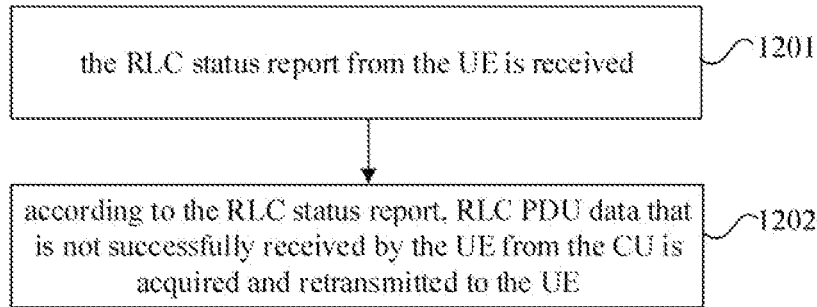 the RLC status report from the UE is received
1201
according to the RLC status report, RLC PDU data that
is not successfully received by the UE from the CU is
acquired and retransmitted to the UE
1202